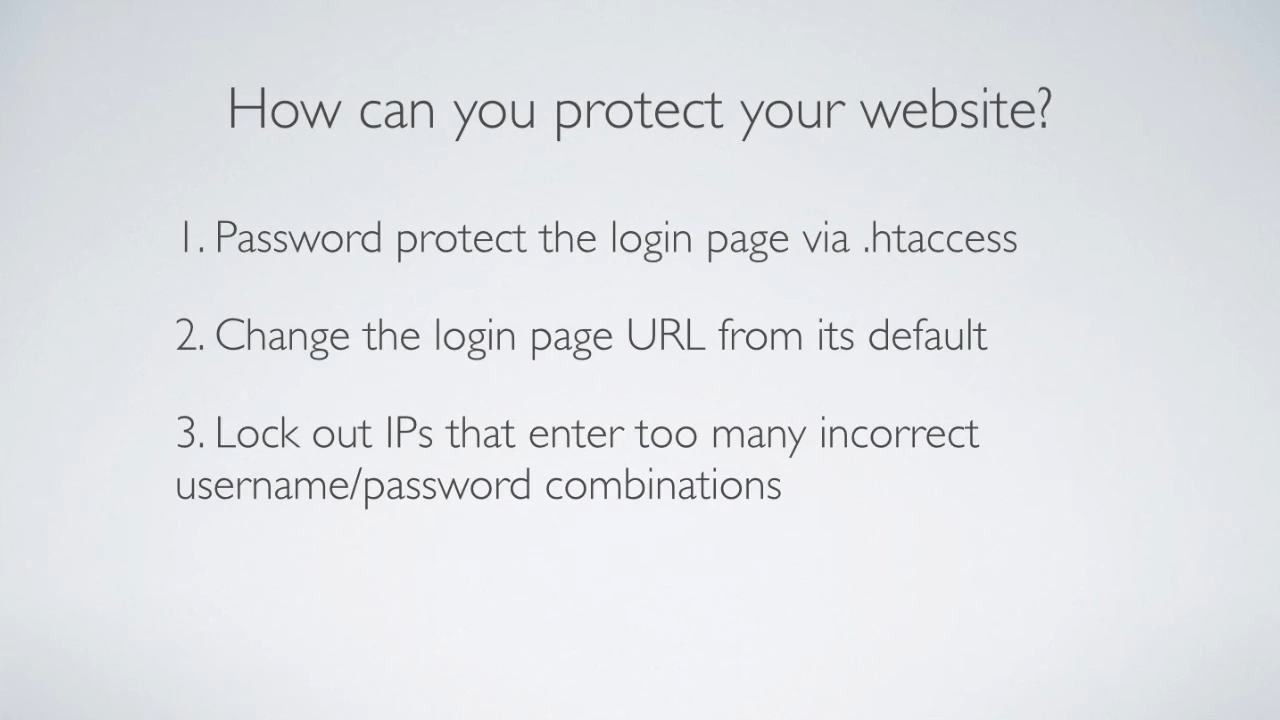 How can you protect your website?
1. Password protect the login page via .htaccess
2. Change the login page URL from its default
3. Lock out IPs that enter too many incorrect
username/password combinations